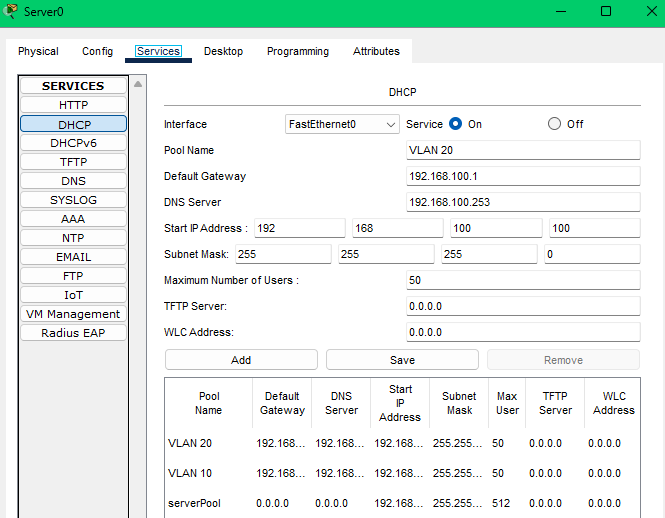 Server0
Physical Config Services Desktop Programming Attributes
SERVICES
HTTP
DHCP
DHCPv6
TFTP
DNS
SYSLOG
AAA
NTP
EMAIL
FTP
IoT
VM Management
Radius EAP
DHCP
Interface FastEthernet0 Service On Off
Pool Name VLAN 20
Default Gateway 192.168.100.1
DNS Server 192.168.100.253
Start IP Address : 192 168 100 100
Subnet Mask: 255 255 255 0
Maximum Number of Users : 50
TFTP Server: 0.0.0.0
WLC Address: 0.0.0.0
Add Save Remove
Pool Name Default Gateway DNS Server Start IP Address Subnet Mask Max User TFTP Server WLC Address
VLAN 20 192.168... 192.168... 192.168... 255.255... 50 0.0.0.0 0.0.0.0
VLAN 10 192.168... 192.168... 192.168... 255.255... 50 0.0.0.0 0.0.0.0
serverPool 0.0.0.0 0.0.0.0 192.168... 255.255... 512 0.0.0.0 0.0.0.0